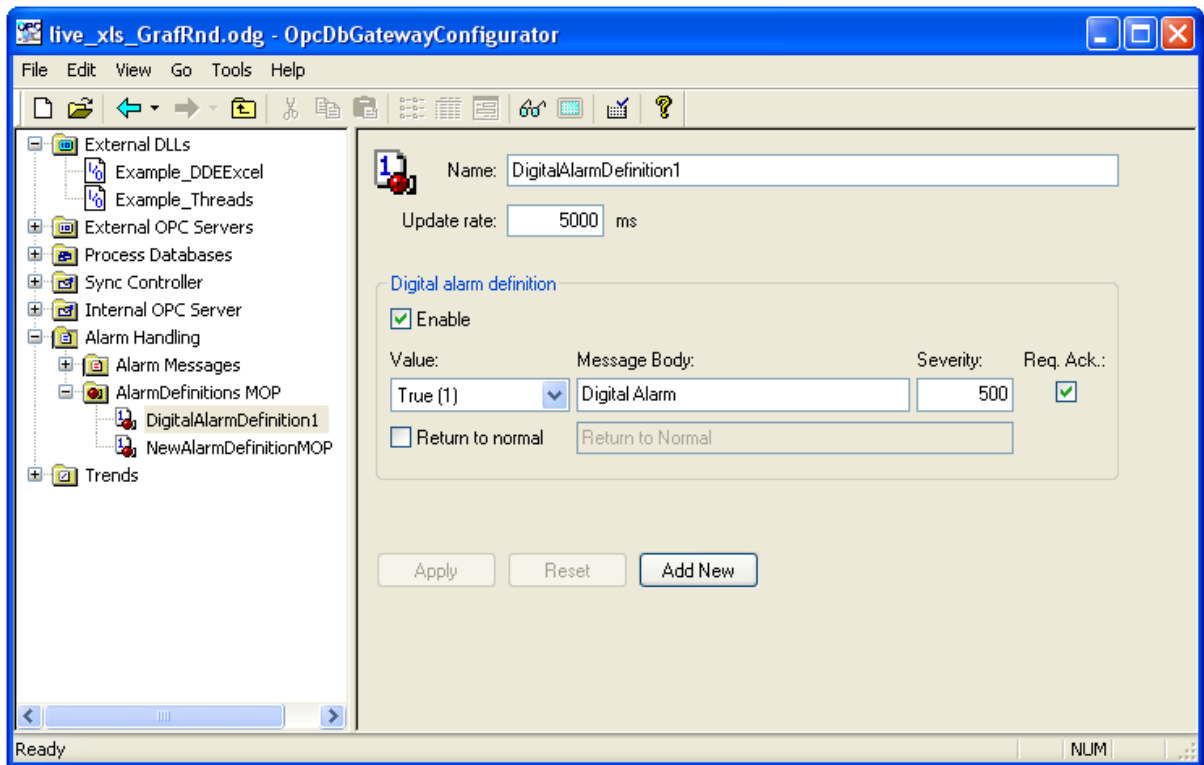 live_xls_GrafRnd.odg - OpcDbGatewayConfigurator
File Edit View Go Tools Help
External DLLs
Example_DDEExcel
Example_Threads
External OPC Servers
Process Databases
Sync Controller
Internal OPC Server
Alarm Handling
Alarm Messages
AlarmDefinitions MOP
DigitalAlarmDefinition1
NewAlarmDefinitionMOP
Trends
Name: DigitalAlarmDefinition1
Update rate: 5000 ms
Digital alarm definition
Enable
Value: Message Body: Severity: Req. Ack.:
True (1) Digital Alarm 500
Return to normal Return to Normal
Apply Reset Add New
Ready NUM